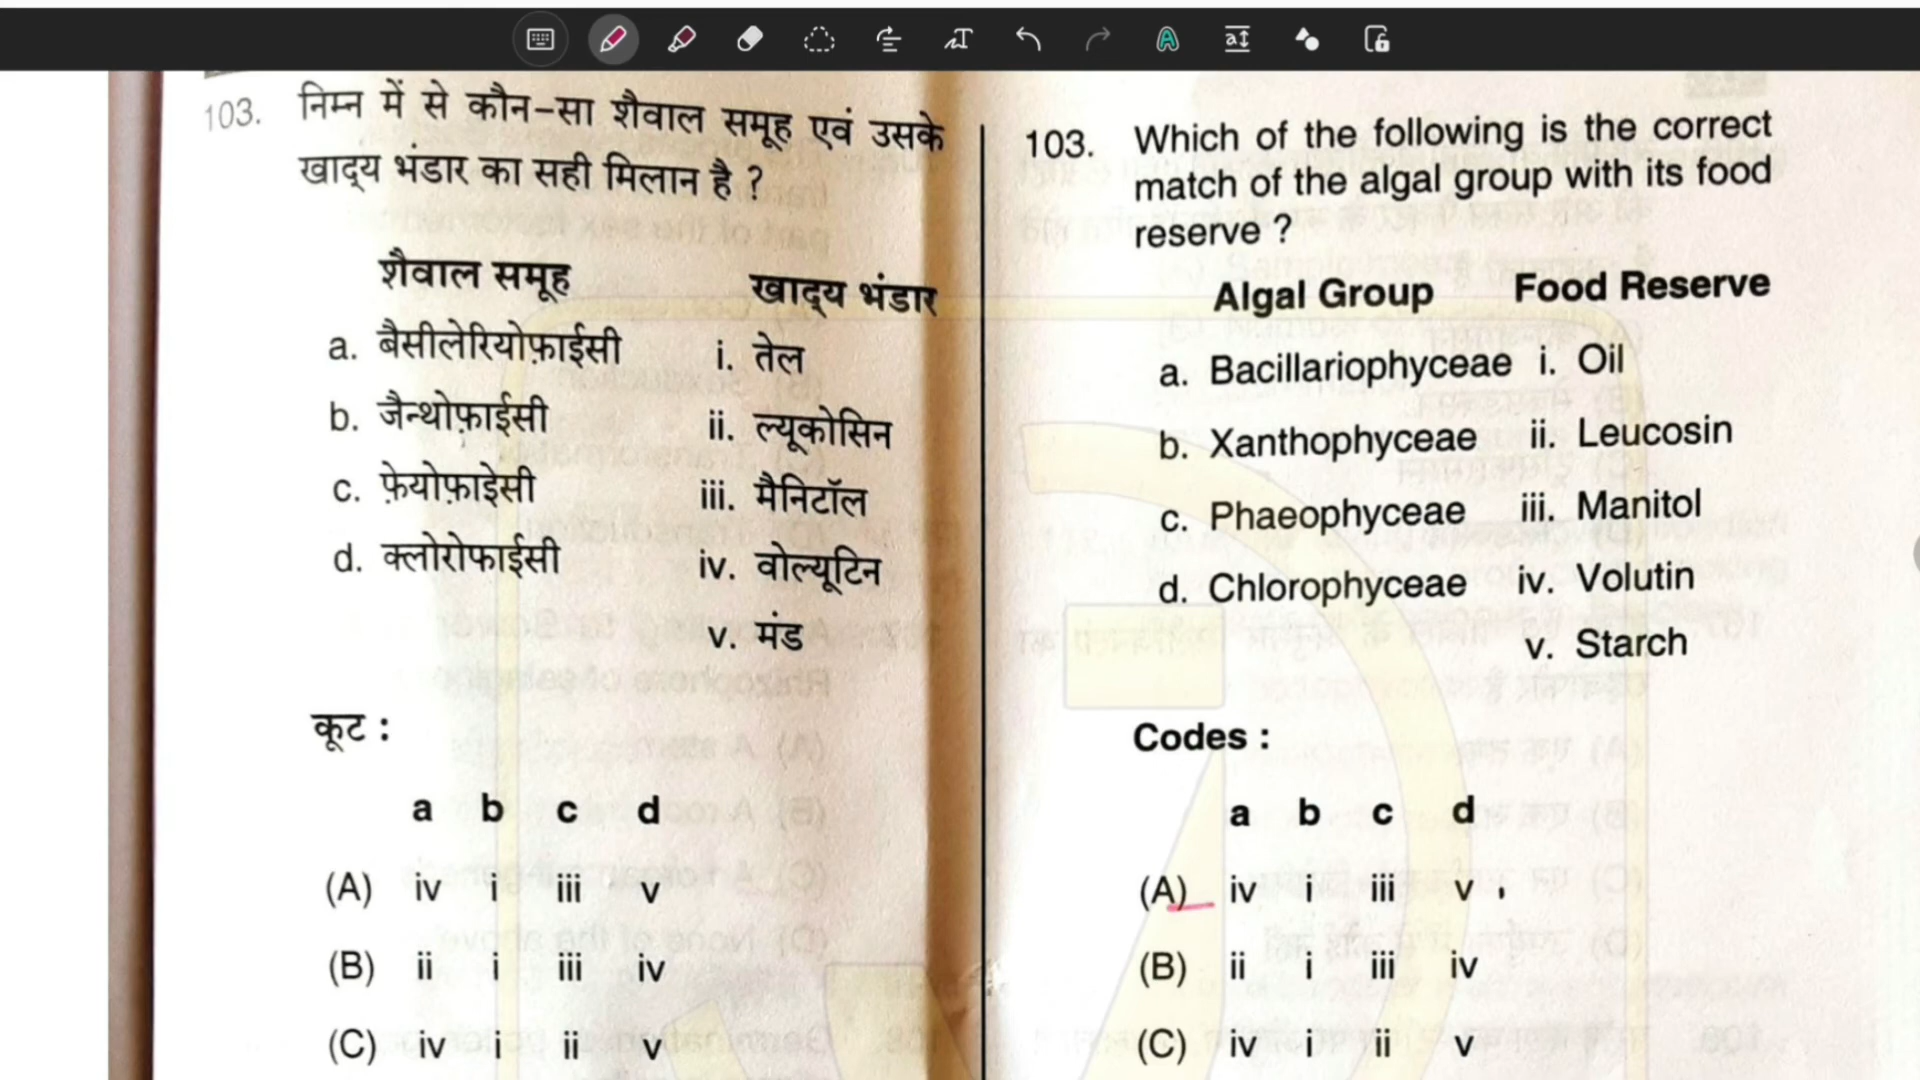 103. निम्न में से कौन-सा शैवाल समूह एवं उसके
खाद्य भंडार का सही मिलान है ?
शैवाल समूह खाद्य भंडार
a. बैसीलेरियोफ़ाईसी i. तेल
b. जैन्थोफ़ाईसी ii. ल्यूकोसिन
c. फ़ेयोफ़ाईसी iii. मैनिटॉल
d. क्लोरोफाईसी iv. वोल्यूटिन
v. मंड
कूट :
a b c d
(A) iv i iii v
(B) ii i iii iv
(C) iv i ii v
103. Which of the following is the correct
match of the algal group with its food
reserve ?
Algal Group Food Reserve
a. Bacillariophyceae i. Oil
b. Xanthophyceae ii. Leucosin
c. Phaeophyceae iii. Manitol
d. Chlorophyceae iv. Volutin
v. Starch
Codes :
a b c d
(A) iv i iii v
(B) ii i iii iv
(C) iv i ii v